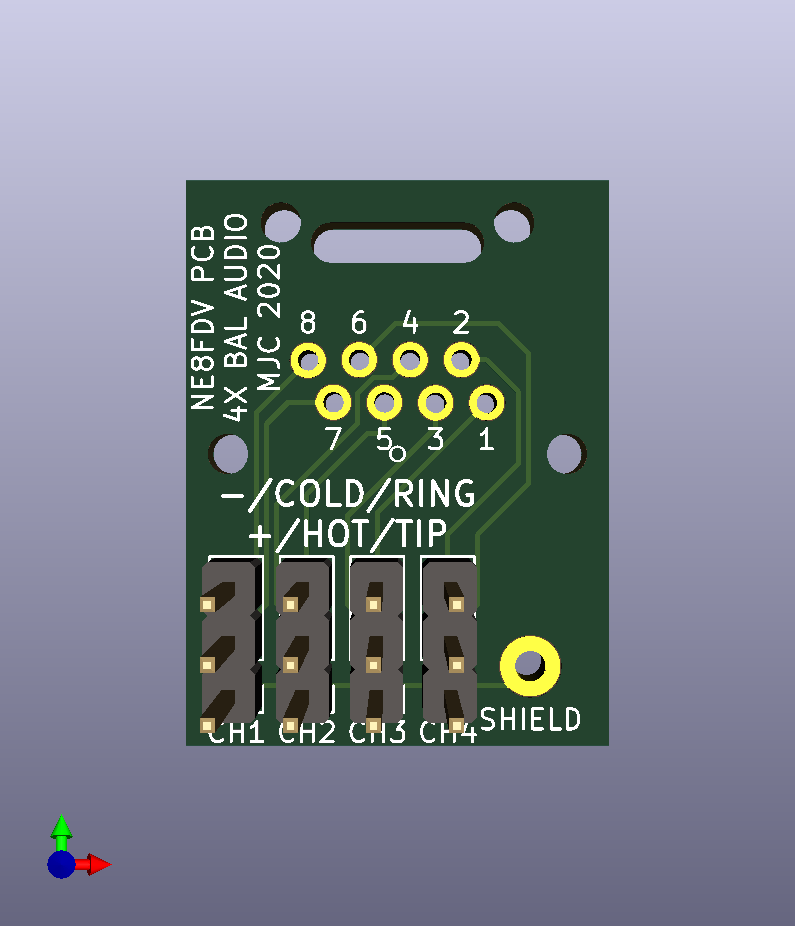 NE8FDV PCB
4X BAL AUDIO
MJC 2020
8 6 4 2
7 5 3 1
-/COLD/RING
+/HOT/TIP
CH1 CH2 CH3 CH4
SHIELD